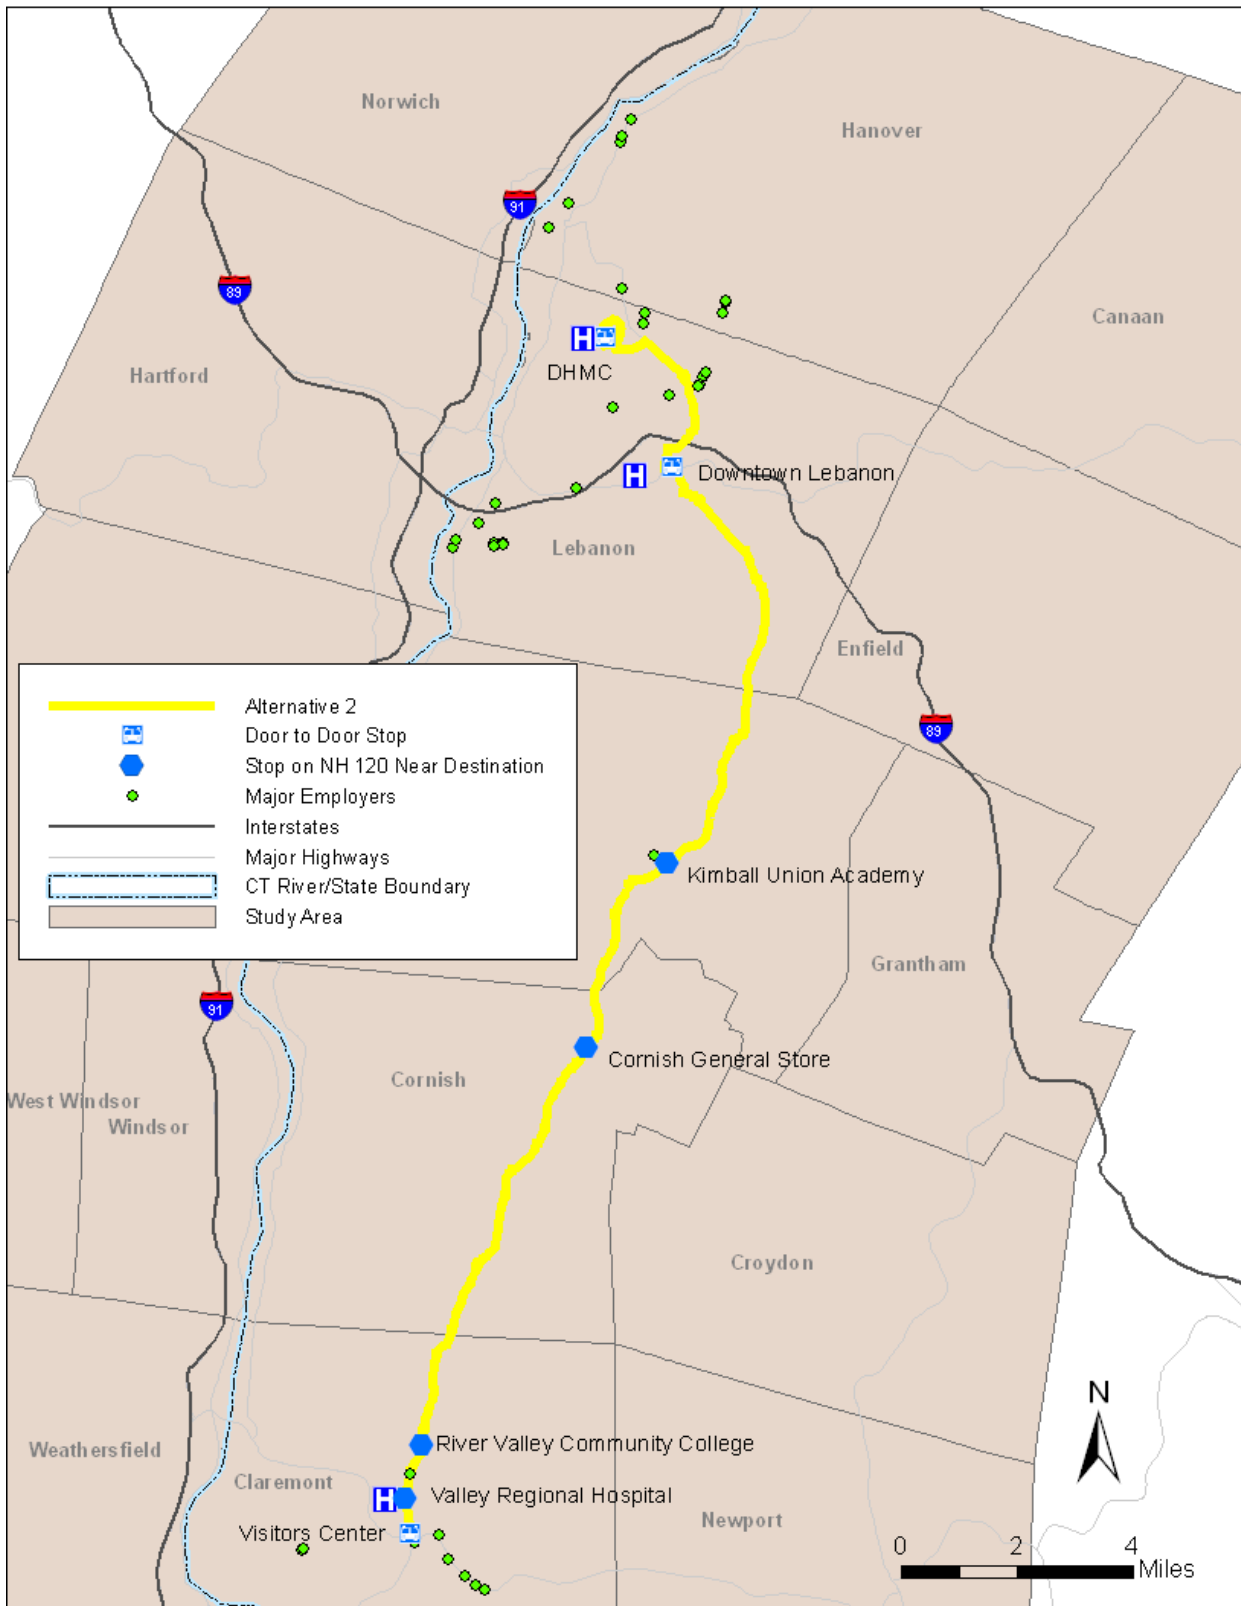 Norwich
Hanover
91
89
Canaan
H
Hartford
DHMC
H
Downtown Lebanon
Lebanon
Enfield
Alternative 2
Door to Door Stop
Stop on NH 120 Near Destination
Major Employers
Interstates
Major Highways
CT River/State Boundary
Study Area
89
Kimball Union Academy
Grantham
91
Cornish General Store
Cornish
West Windsor
Windsor
Croydon
N
River Valley Community College
Weathersfield
Claremont
H
Valley Regional Hospital
Newport
Visitors Center
0 2 4
Miles